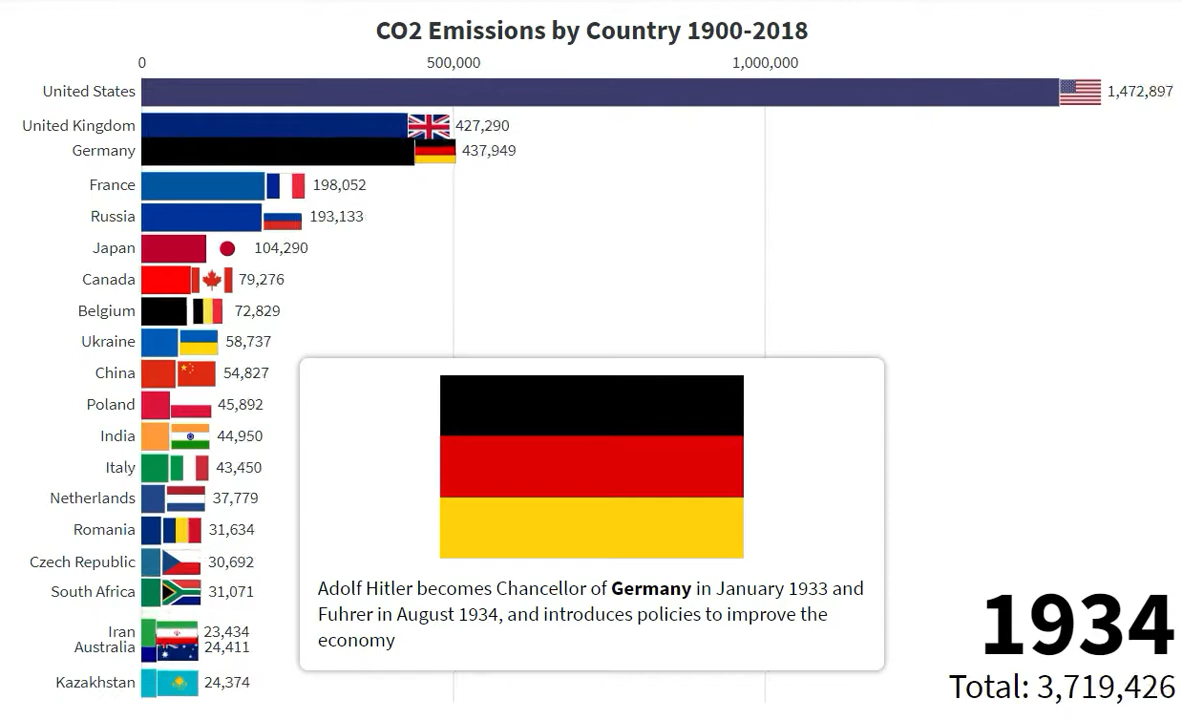 CO2 Emissions by Country 1900-2018
0 500,000 1,000,000
United States 1,472,897
United Kingdom 427,290
Germany 437,949
France 198,052
Russia 193,133
Japan 104,290
Canada 79,276
Belgium 72,829
Ukraine 58,737
China 54,827
Poland 45,892
India 44,950
Italy 43,450
Netherlands 37,779
Romania 31,634
Czech Republic 30,692
South Africa 31,071
Iran 23,434
Australia 24,411
Kazakhstan 24,374
Adolf Hitler becomes Chancellor of Germany in January 1933 and
Fuhrer in August 1934, and introduces policies to improve the
economy
1934
Total: 3,719,426